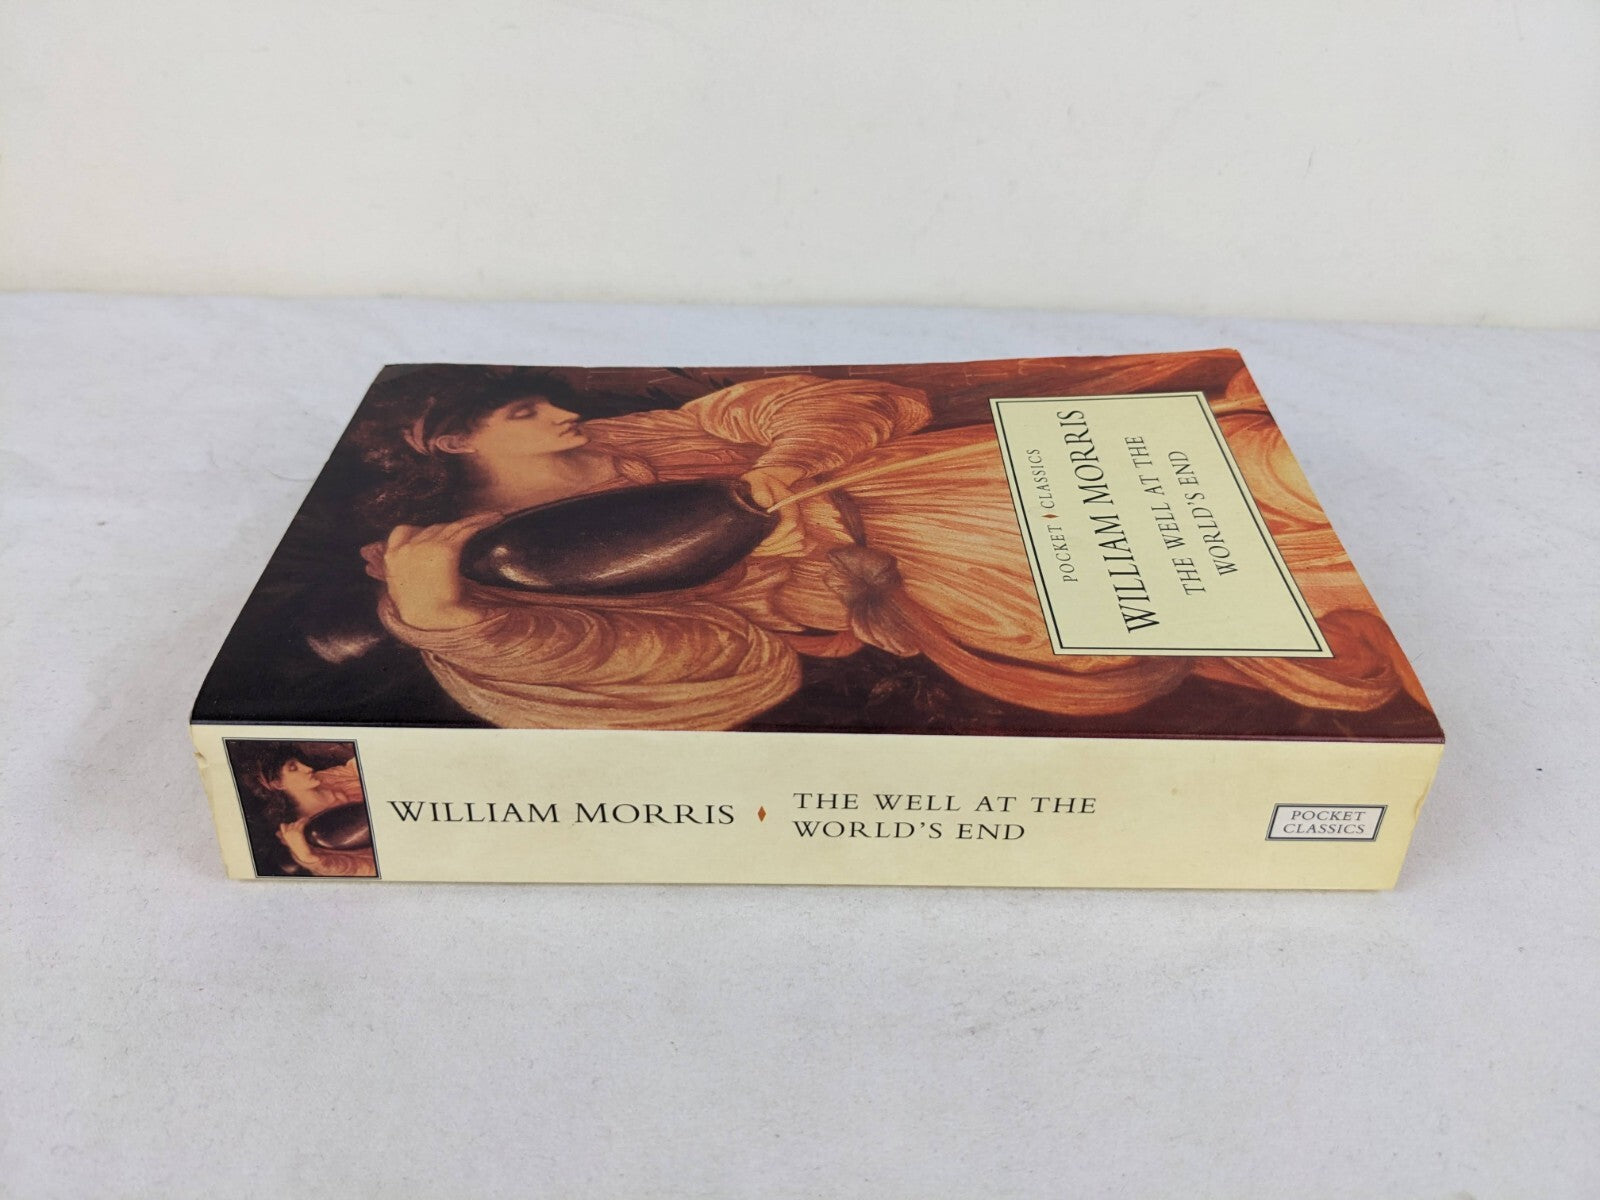 POCKET ♦ CLASSICS
WILLIAM MORRIS
THE WELL AT THE
WORLD'S END
WILLIAM MORRIS ♦ THE WELL AT THE
WORLD'S END
POCKET
CLASSICS